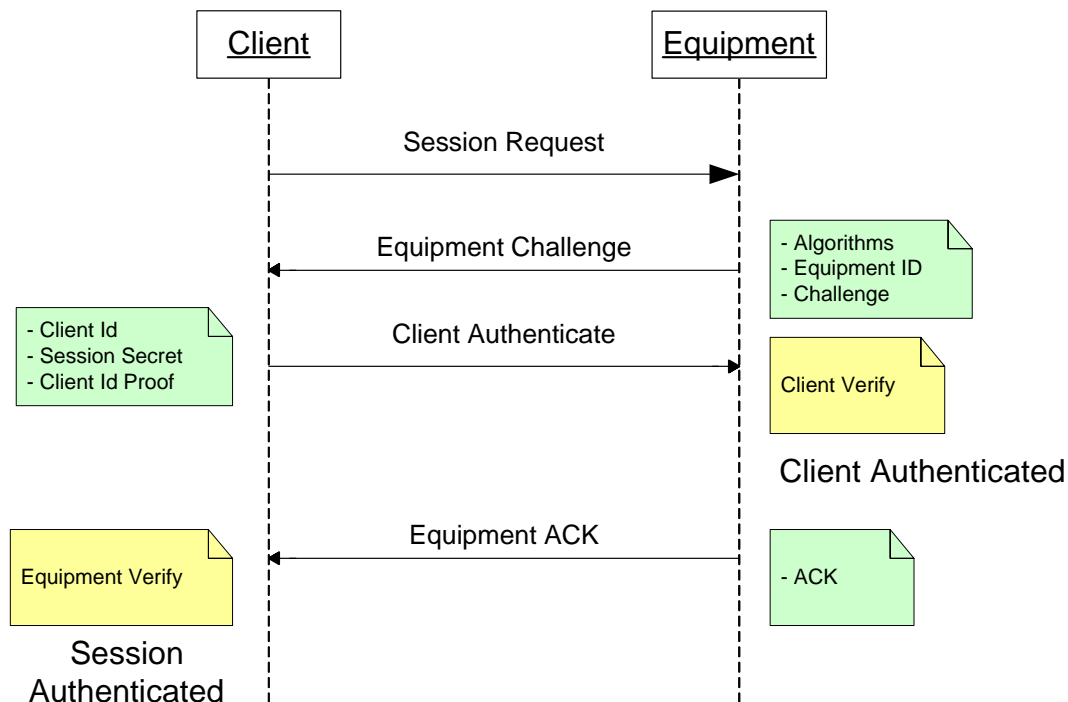 Client
Equipment
Session Request
Equipment Challenge
- Algorithms
- Equipment ID
- Challenge
- Client Id
- Session Secret
- Client Id Proof
Client Authenticate
Client Verify
Client Authenticated
Equipment ACK
Equipment Verify
- ACK
Session
Authenticated